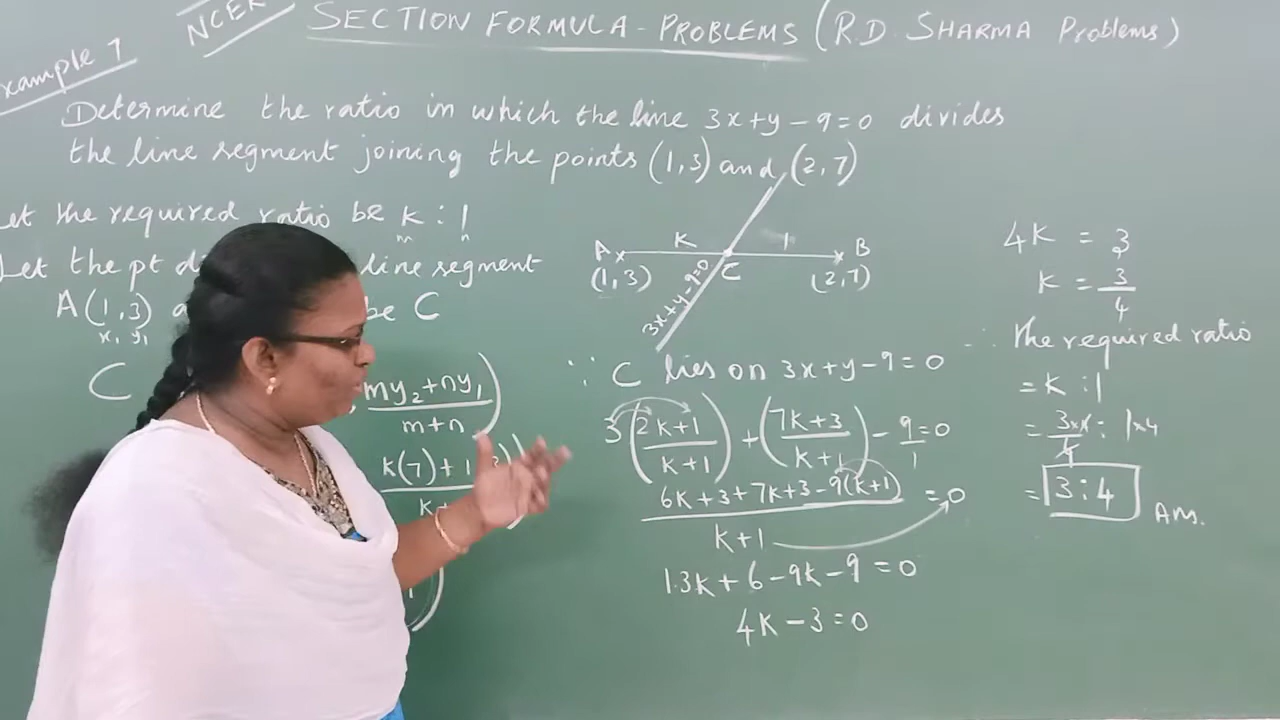 NCER
SECTION FORMULA - PROBLEMS (R.D. SHARMA Problems)
xample 7
Determine the ratio in which the line 3x+y-9=0 divides
the line segment joining the points (1,3) and (2,7)
et the required ratio be k : 1
m n
Let the pt d line segment
A(1,3) a be C
x₁ y₁
C , my₂+ny₁ / m+n )
k(7)+1 3) / k+
1 )
A k 1 B
(1,3) C (2,7)
3x+y-9=0
∵ C lies on 3x+y-9=0
3(2k+1 / k+1) + (7k+3 / k+1) - 9/1 =0
6k+3+7k+3-9(k+1) / k+1 =0
13k+6-9k-9=0
4k-3=0
4k = 3
k = 3/4
∴ the required ratio
= k : 1
= 3×4/4 : 1×4
= 3:4 Ans.